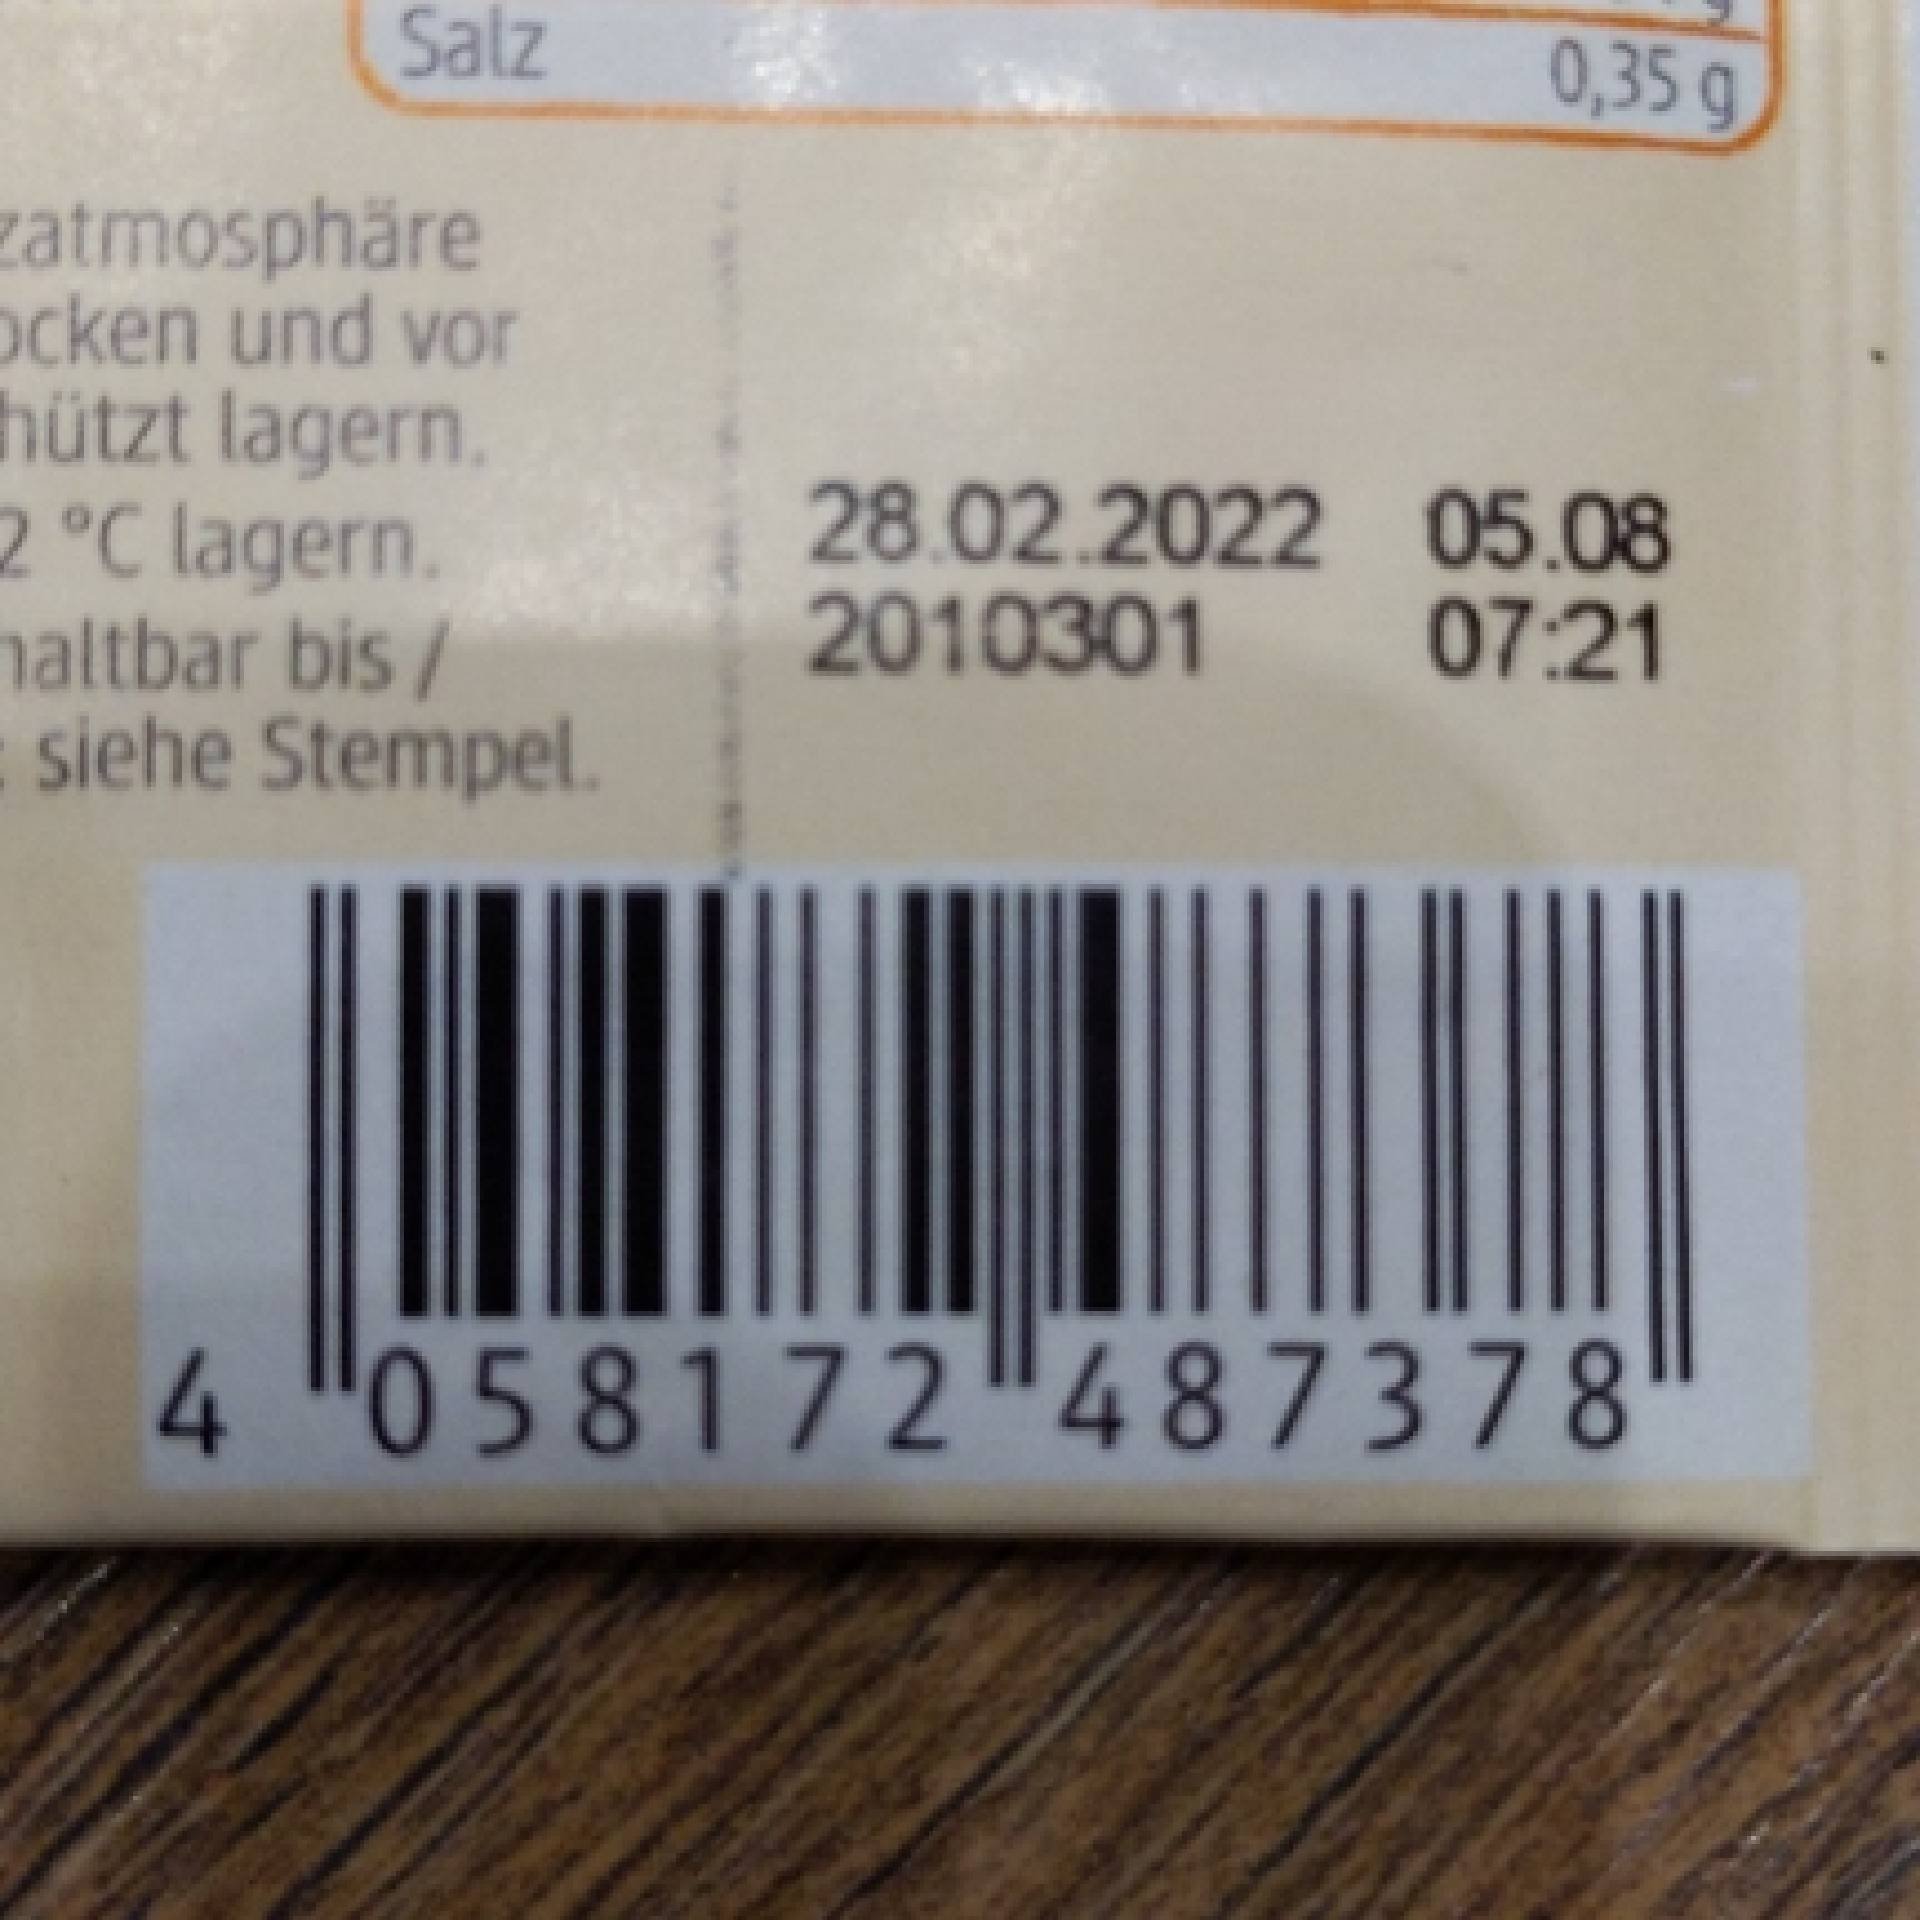 Salz 0,35 g
zatmosphäre
ocken und vor
hützt lagern.
2 °C lagern.
haltbar bis /
: siehe Stempel.
28.02.2022 05.08
2010301 07:21
4 058172 487378